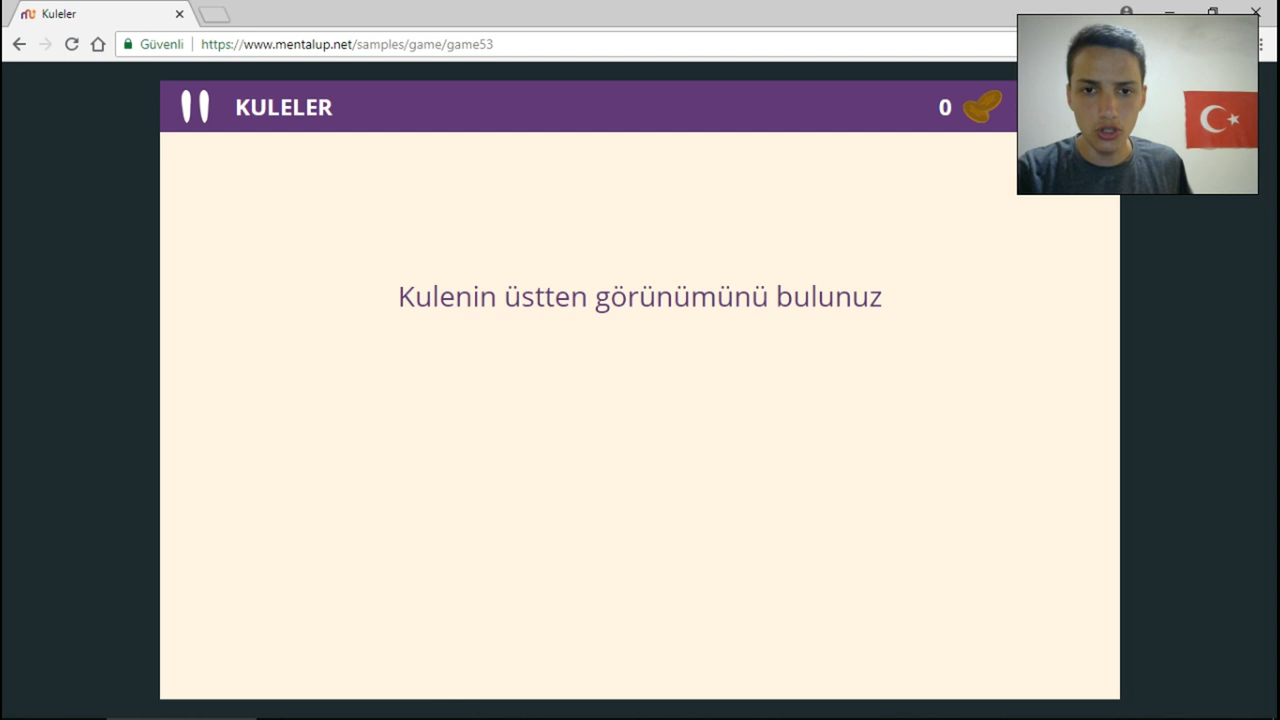 Kuleler
Güvenli
https://www.mentalup.net/samples/game/game53
KULELER
0
Kulenin üstten görünümünü bulunuz